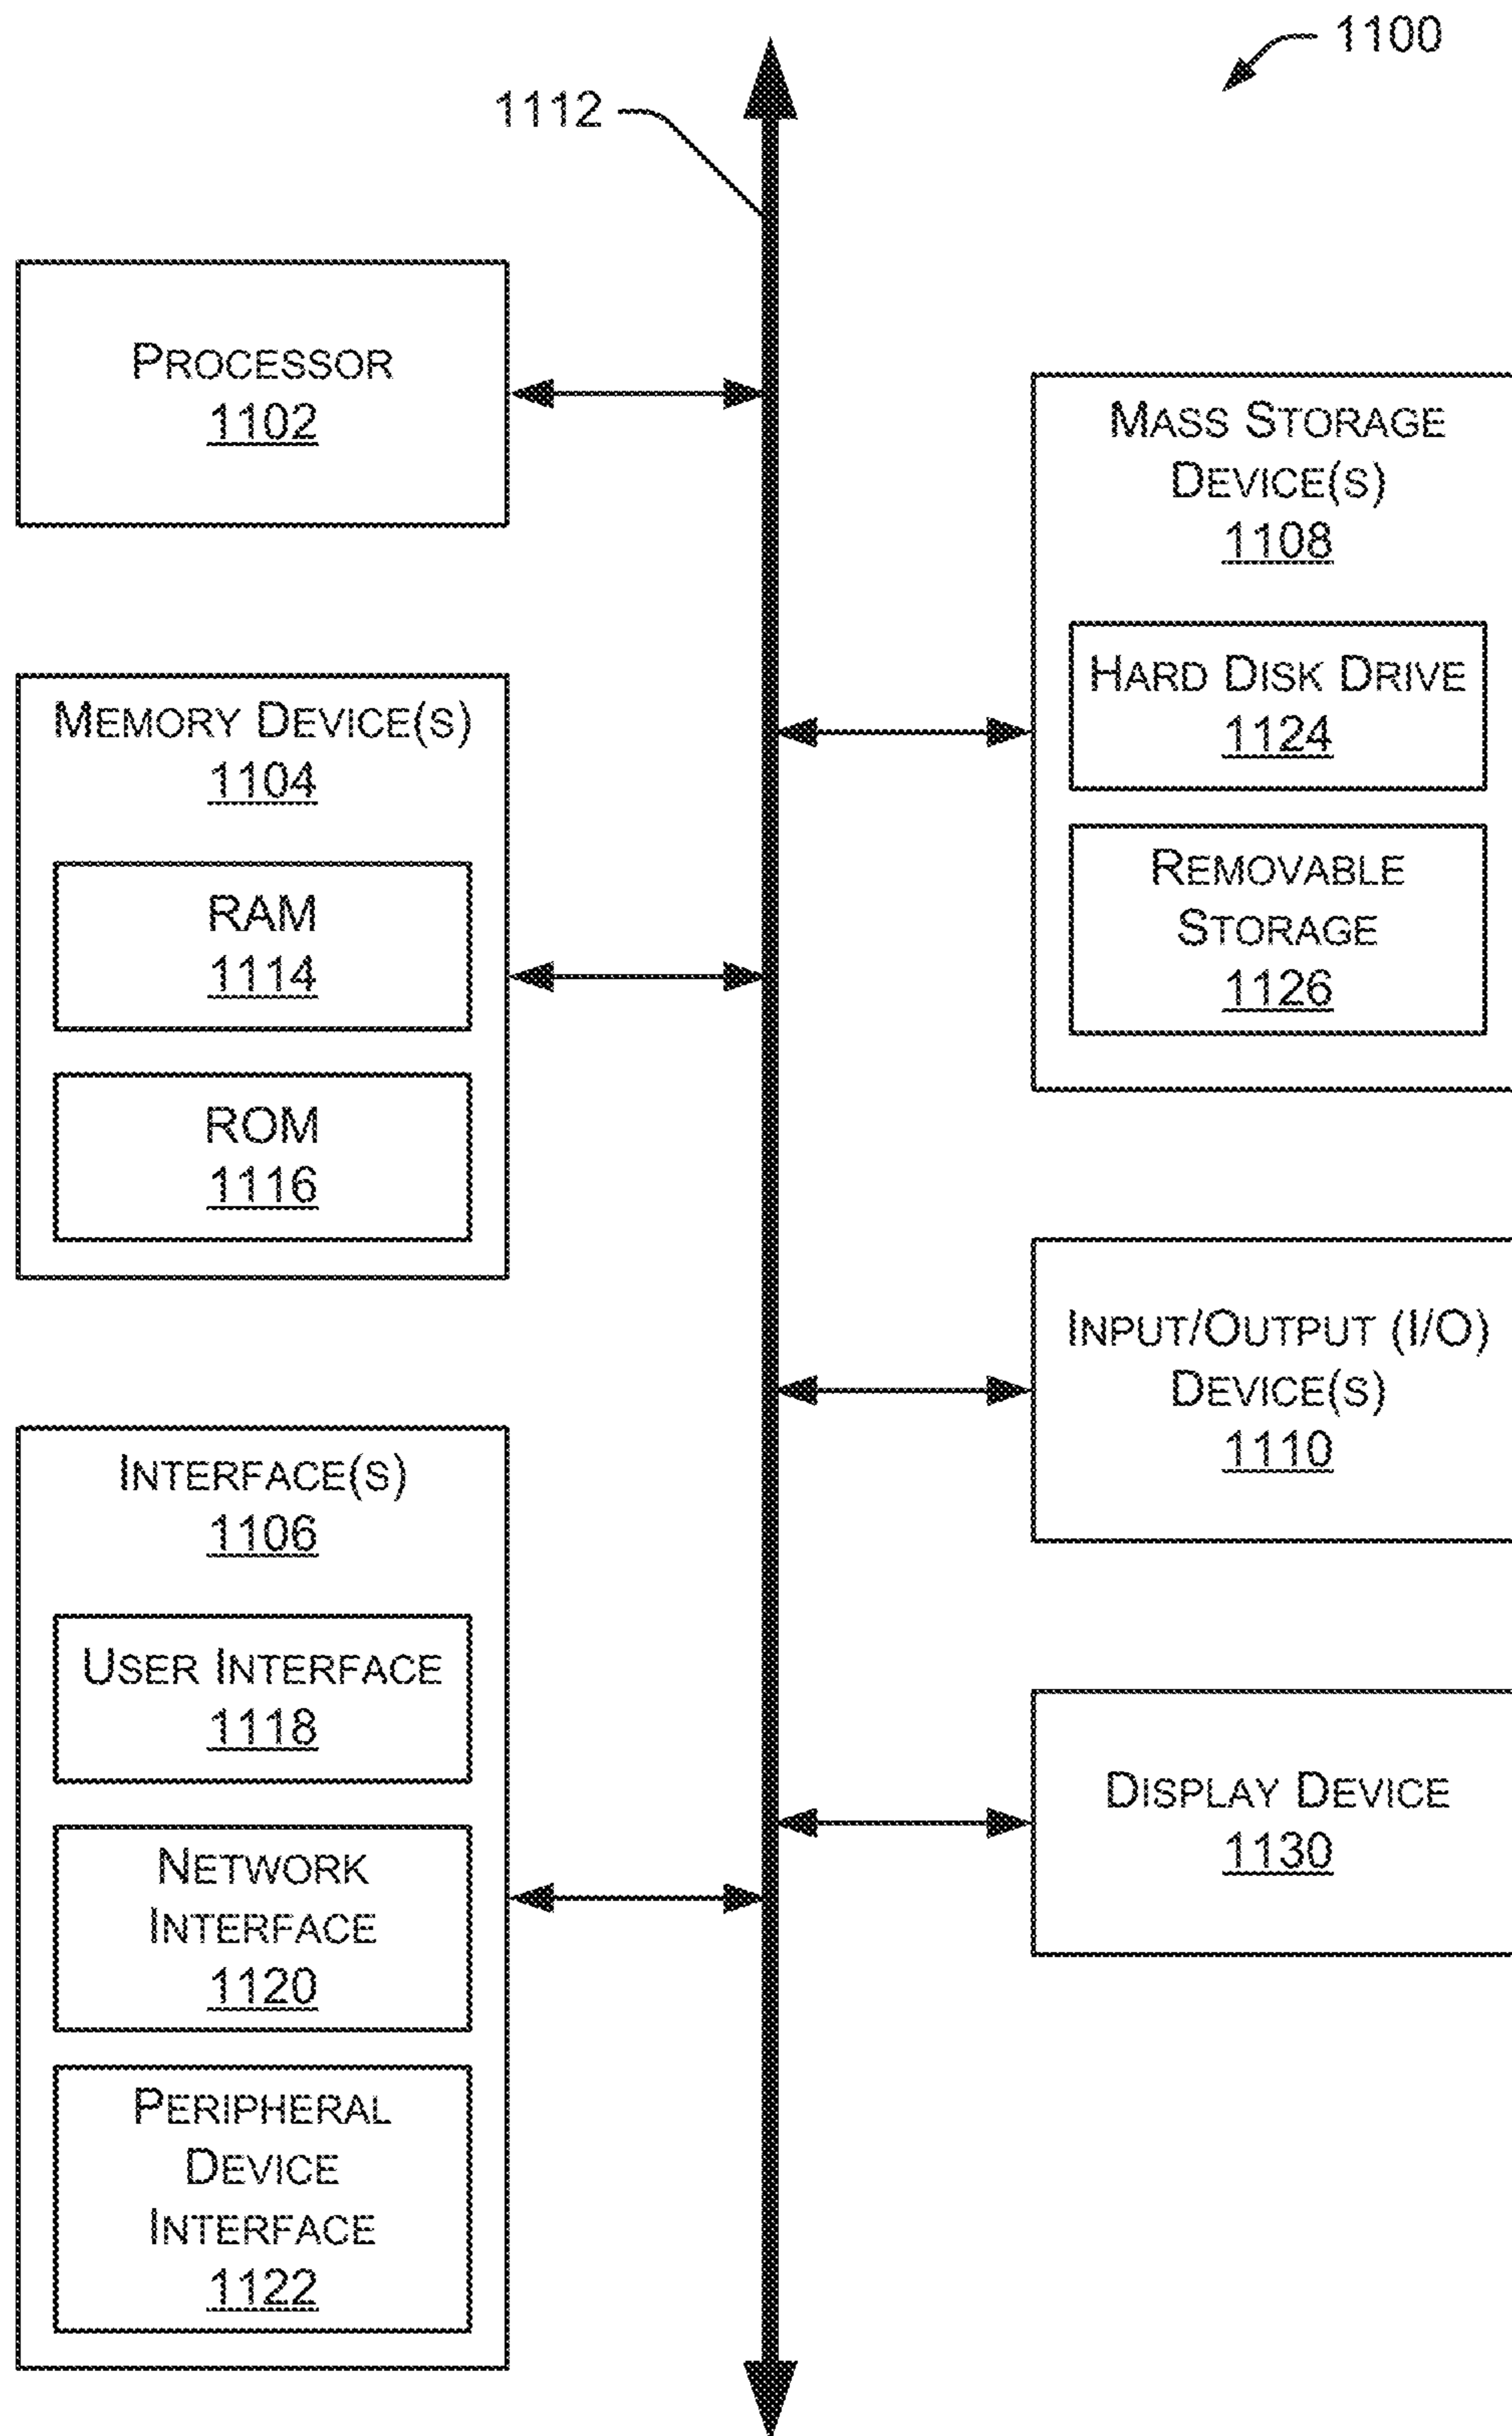 1100
1112
PROCESSOR
1102
MEMORY DEVICE(S)
1104
RAM
1114
ROM
1116
INTERFACE(S)
1106
USER INTERFACE
1118
NETWORK
INTERFACE
1120
PERIPHERAL
DEVICE
INTERFACE
1122
MASS STORAGE
DEVICE(S)
1108
HARD DISK DRIVE
1124
REMOVABLE
STORAGE
1126
INPUT/OUTPUT (I/O)
DEVICE(S)
1110
DISPLAY DEVICE
1130